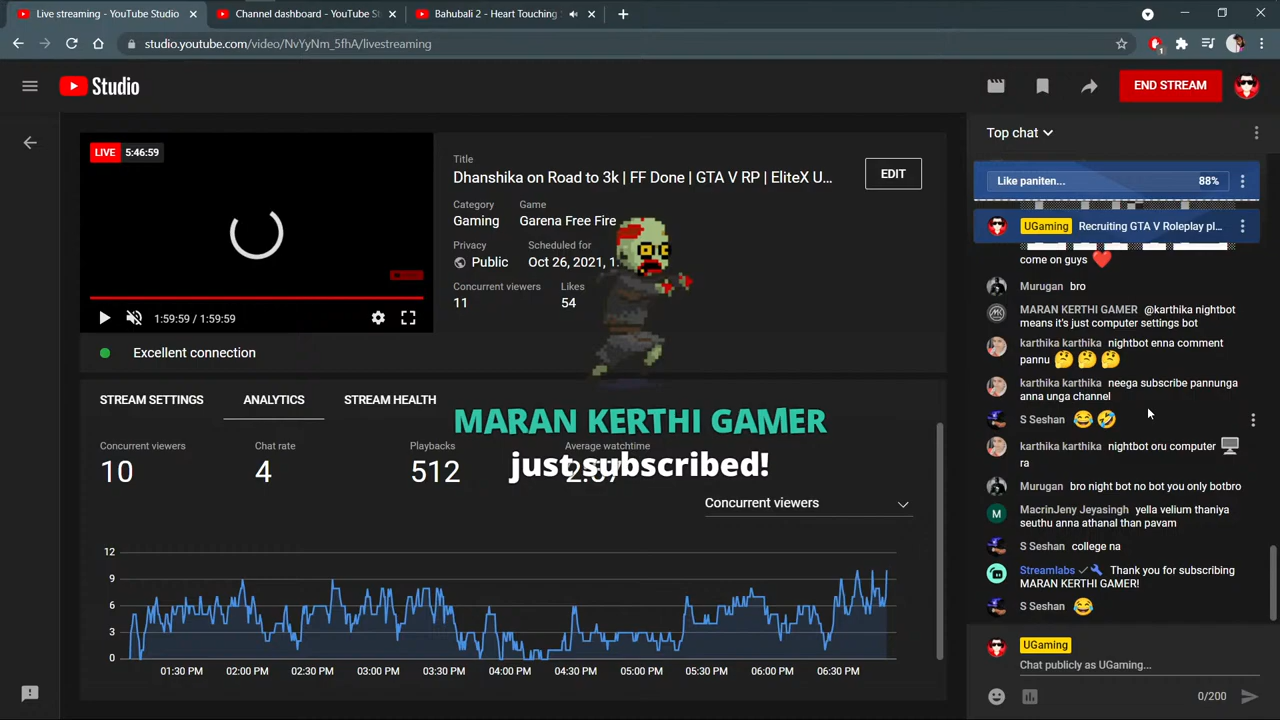 Live streaming - YouTube Studio
Channel dashboard - YouTube St
Bahubali 2 - Heart Touching
studio.youtube.com/video/NvYyNm_5fhA/livestreaming
1
Studio
END STREAM
LIVE 5:46:59
1:59:59 / 1:59:59
Title
Dhanshika on Road to 3k | FF Done | GTA V RP | EliteX U...
EDIT
Category
Gaming
Game
Garena Free Fire
Privacy
Public
Scheduled for
Oct 26, 2021, 1
Concurrent viewers
11
Likes
54
Excellent connection
STREAM SETTINGS
ANALYTICS
STREAM HEALTH
MARAN KERTHI GAMER
just subscribed!
Concurrent viewers
10
Chat rate
4
Playbacks
512
Average watchtime
Concurrent viewers
12
9
6
3
0
01:30 PM 02:00 PM 02:30 PM 03:00 PM 03:30 PM 04:00 PM 04:30 PM 05:00 PM 05:30 PM 06:00 PM 06:30 PM
Top chat
Like paniten... 88%
UGaming Recruiting GTA V Roleplay pl...
come on guys ❤️
Murugan bro
MARAN KERTHI GAMER @karthika nightbot
means it's just computer settings bot
karthika karthika nightbot enna comment
pannu 🤔🤔🤔
karthika karthika neega subscribe pannunga
anna unga channel
S Seshan 😂🤣
karthika karthika nightbot oru computer 🖥️
ra
Murugan bro night bot no bot you only botbro
MacrinJeny Jeyasingh yella velium thaniya
seuthu anna athanal than pavam
S Seshan college na
Streamlabs Thank you for subscribing
MARAN KERTHI GAMER!
S Seshan 😂
UGaming
Chat publicly as UGaming...
0/200